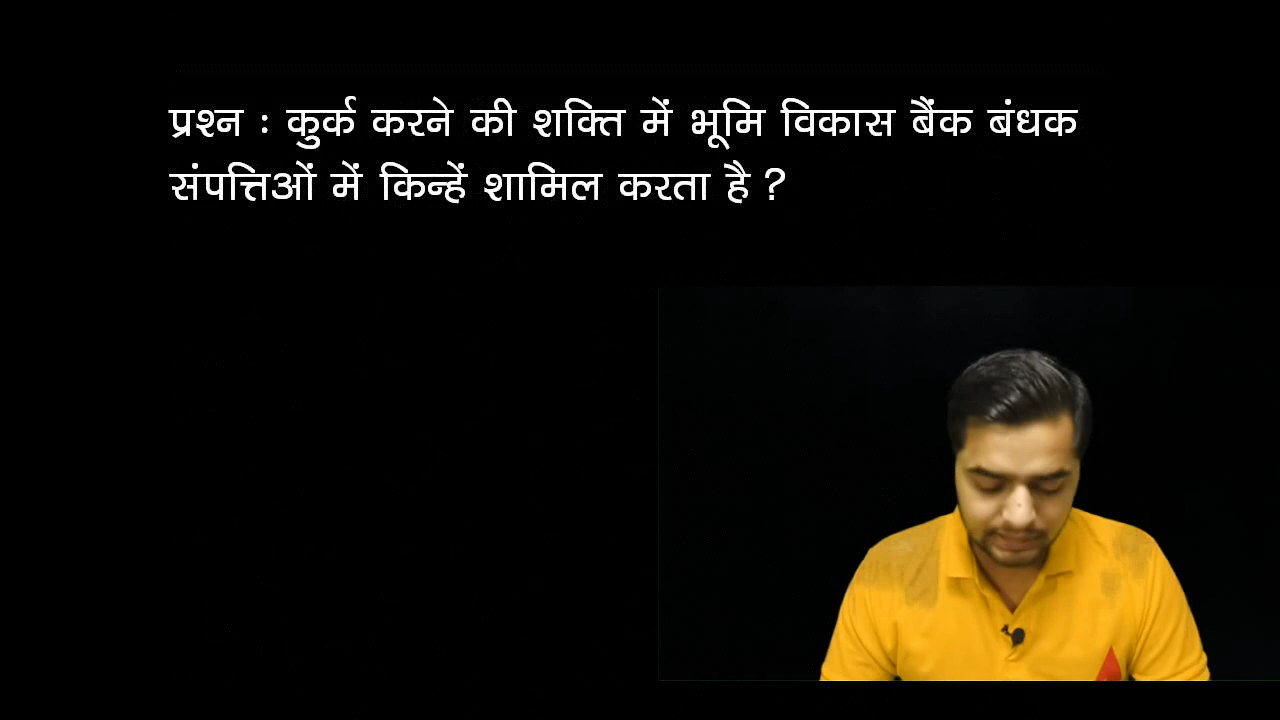 प्रश्न : कुर्क करने की शक्ति में भूमि विकास बैंक बंधक
संपत्तिओं में किन्हें शामिल करता है ?